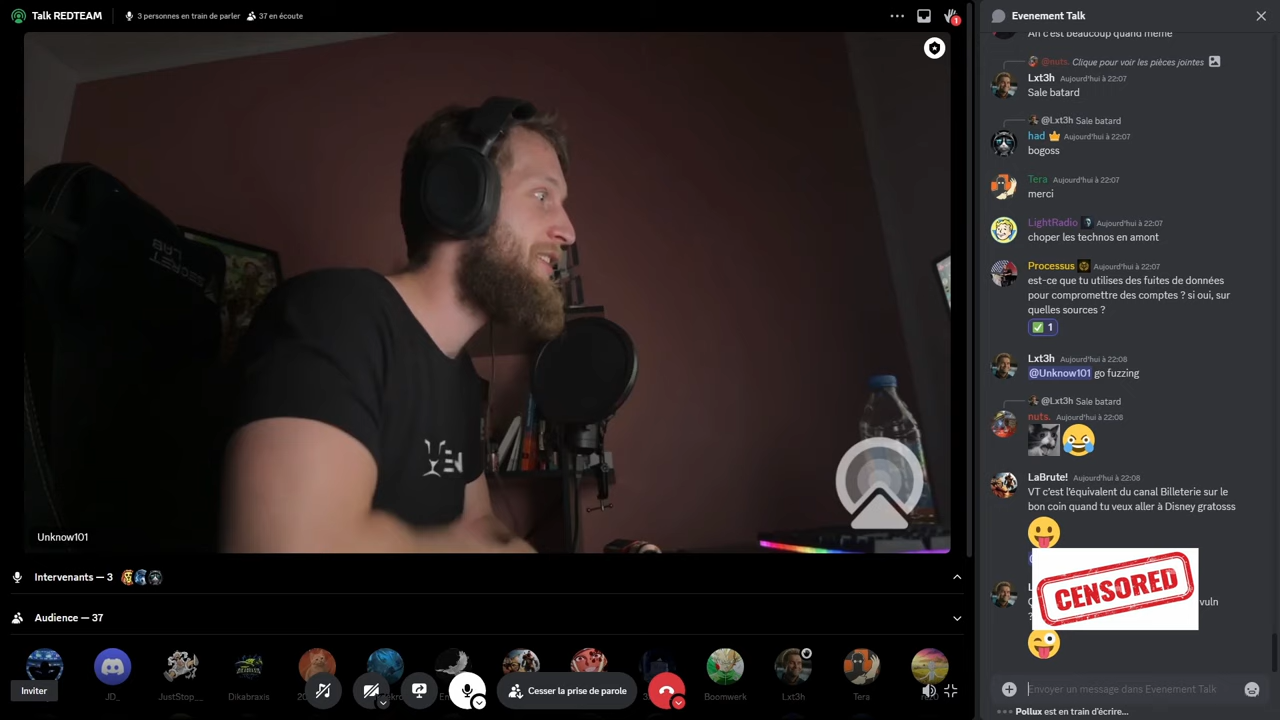 Talk REDTEAM
3 personnes en train de parler
37 en écoute
1
SECRET
LAB
Unknow101
Intervenants — 3
Audience — 37
JD_
JustStop__
Dikabraxis
Boomwerk
Lxt3h
Tera
Inviter
Cesser la prise de parole
Evenement Talk
Ah c'est beaucoup quand même
@nuts. Clique pour voir les pièces jointes
Lxt3h Aujourd'hui à 22:07
Sale batard
@Lxt3h Sale batard
had Aujourd'hui à 22:07
bogoss
Tera Aujourd'hui à 22:07
merci
LightRadio Aujourd'hui à 22:07
choper les technos en amont
Processus Aujourd'hui à 22:07
est-ce que tu utilises des fuites de données
pour compromettre des comptes ? si oui, sur
quelles sources ?
1
Lxt3h Aujourd'hui à 22:08
@Unknow101 go fuzzing
@Lxt3h Sale batard
nuts. Aujourd'hui à 22:08
LaBrute! Aujourd'hui à 22:08
VT c'est l'équivalent du canal Billeterie sur le
bon coin quand tu veux aller à Disney gratosss
CENSORED
vuln
?
Envoyer un message dans Evenement Talk
Pollux est en train d'écrire...